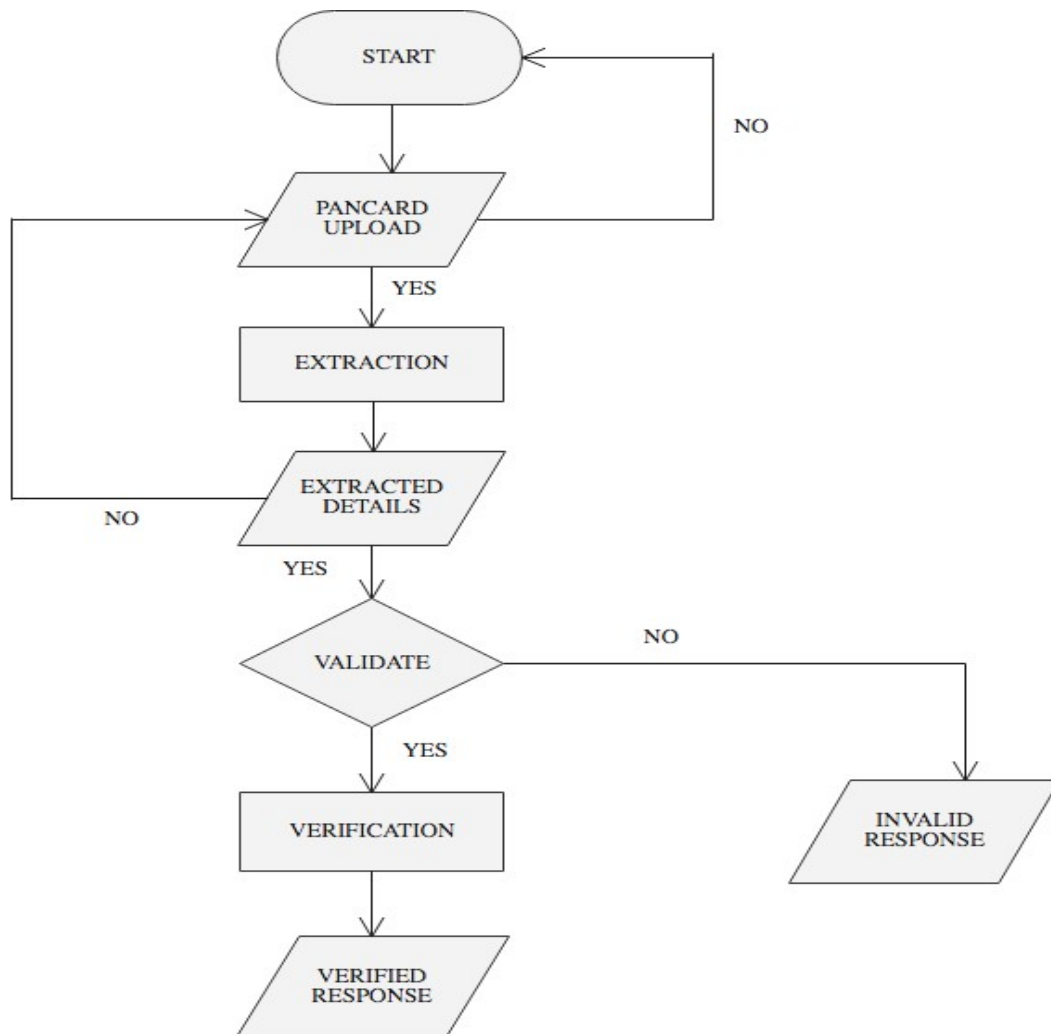 START
NO
PANCARD
UPLOAD
YES
EXTRACTION
EXTRACTED
DETAILS
NO
YES
VALIDATE
NO
YES
VERIFICATION
INVALID
RESPONSE
VERIFIED
RESPONSE